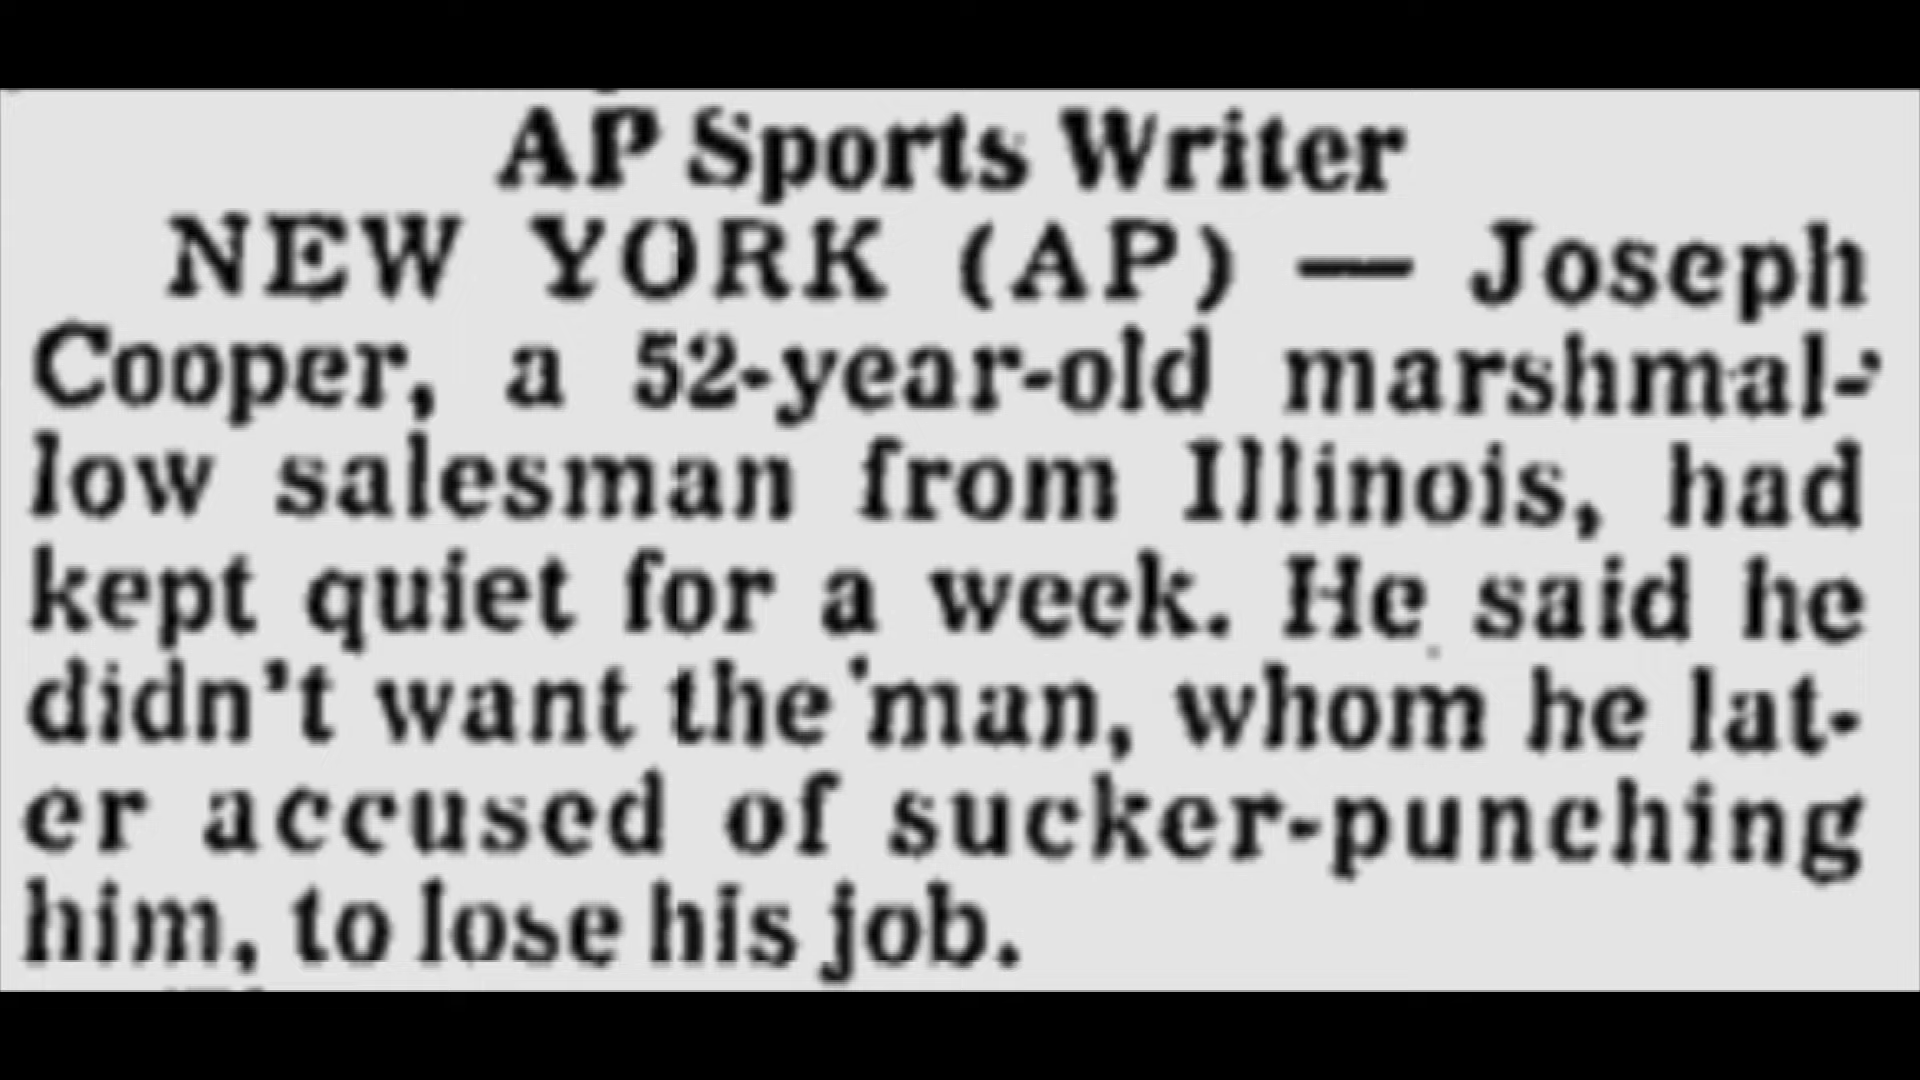 AP Sports Writer
NEW YORK (AP) — Joseph
Cooper, a 52-year-old marshmal-
low salesman from Illinois, had
kept quiet for a week. He said he
didn't want the man, whom he lat-
er accused of sucker-punching
him, to lose his job.